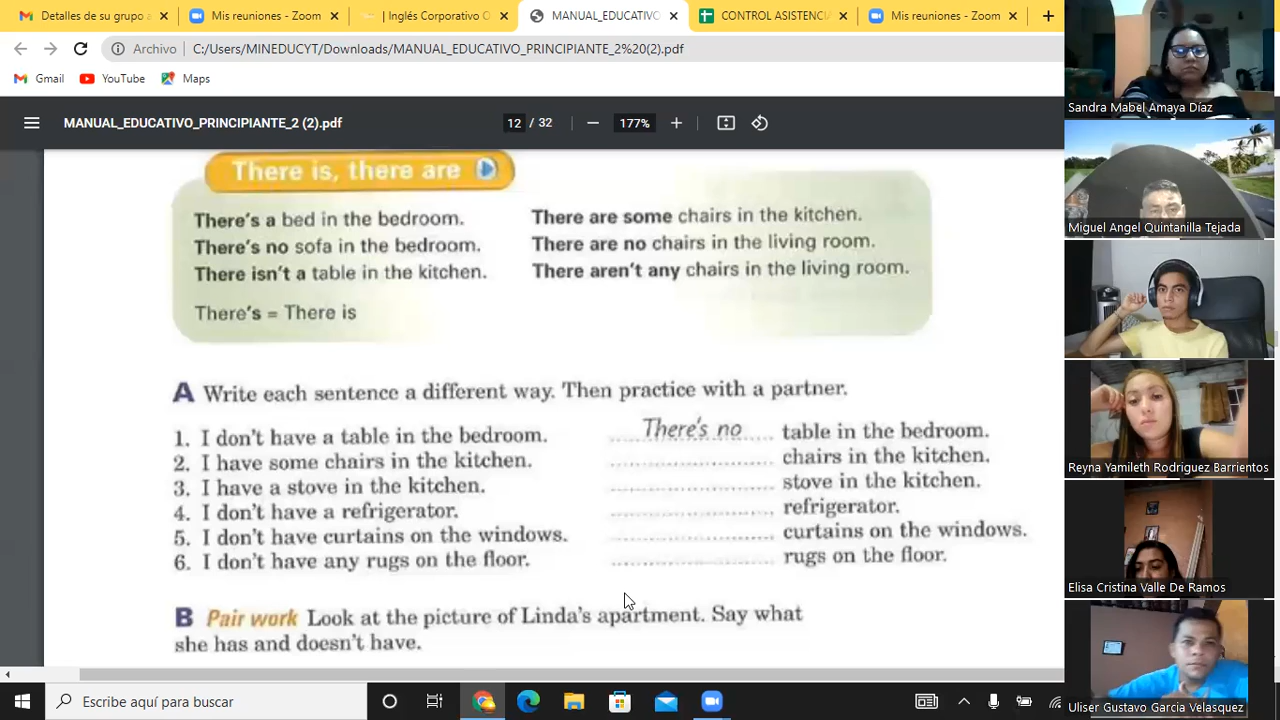 Detalles de su grupo a
Mis reuniones - Zoom
| Inglés Corporativo
MANUAL_EDUCATIVO
CONTROL ASISTENCIA
Mis reuniones - Zoom
Archivo
C:/Users/MINEDUCYT/Downloads/MANUAL_EDUCATIVO_PRINCIPIANTE_2%20(2).pdf
Gmail
YouTube
Maps
MANUAL_EDUCATIVO_PRINCIPIANTE_2 (2).pdf
12 / 32
177%
There is, there are
There's a bed in the bedroom.
There's no sofa in the bedroom.
There isn't a table in the kitchen.
There's = There is
There are some chairs in the kitchen.
There are no chairs in the living room.
There aren't any chairs in the living room.
A Write each sentence a different way. Then practice with a partner.
1. I don't have a table in the bedroom. There's no table in the bedroom.
2. I have some chairs in the kitchen. chairs in the kitchen.
3. I have a stove in the kitchen. stove in the kitchen.
4. I don't have a refrigerator. refrigerator.
5. I don't have curtains on the windows. curtains on the windows.
6. I don't have any rugs on the floor. rugs on the floor.
B Pair work Look at the picture of Linda's apartment. Say what
she has and doesn't have.
Sandra Mabel Amaya Díaz
Miguel Angel Quintanilla Tejada
Reyna Yamileth Rodriguez Barrientos
Elisa Cristina Valle De Ramos
Uliser Gustavo Garcia Velasquez
Escribe aquí para buscar